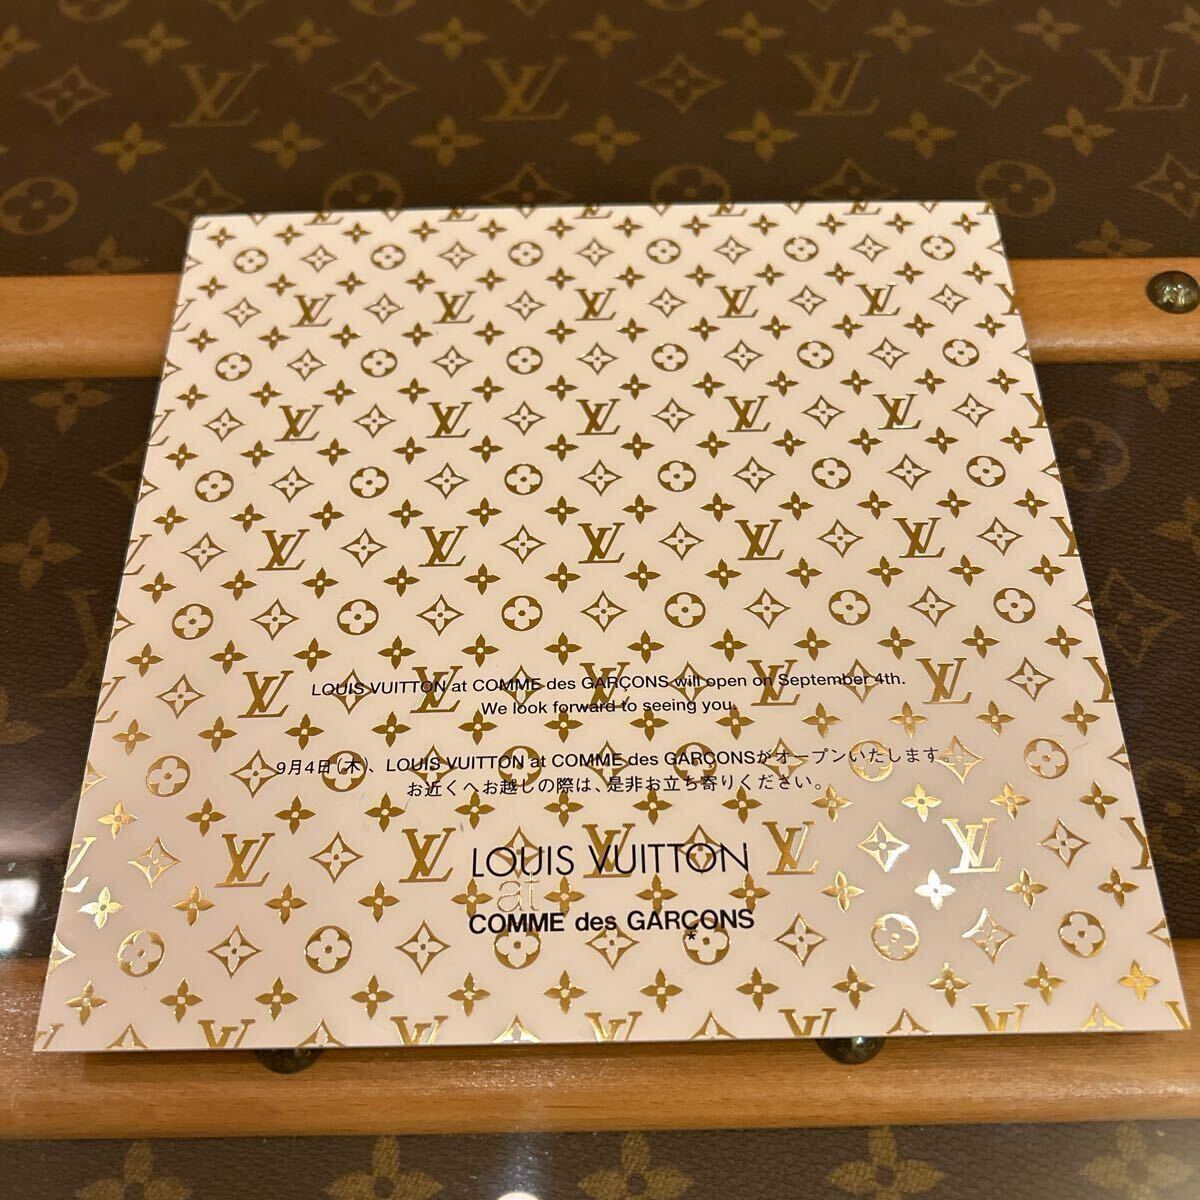 LOUIS VUITTON at COMME des GARÇONS will open on September 4th.
We look forward to seeing you.
9月4日(木)、LOUIS VUITTON at COMME des GARÇONSがオープンいたします。
お近くへお越しの際は、是非お立ち寄りください。
LOUIS VUITTON
at
COMME des GARÇONS
*